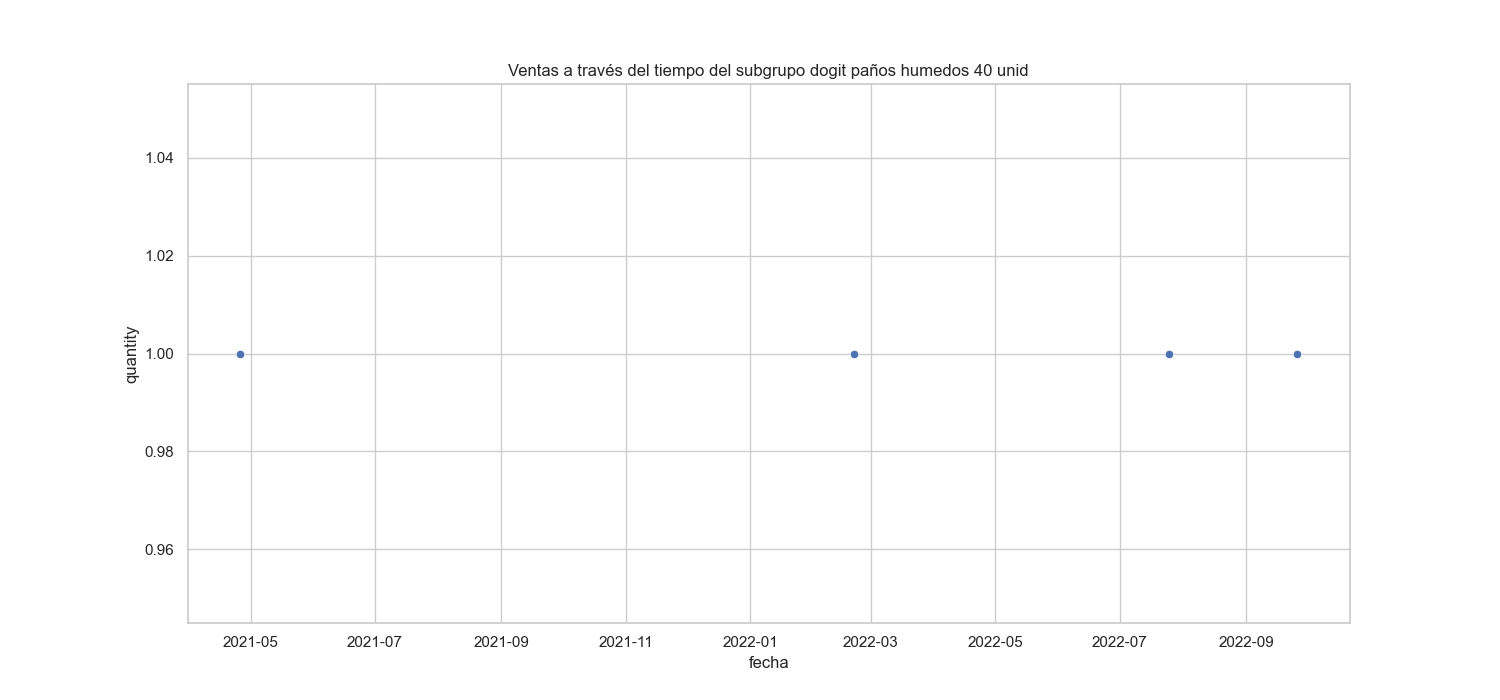 Ventas a través del tiempo del subgrupo dogit paños humedos 40 unid
1.04
1.02
1.00
0.98
0.96
quantity
2021-05 2021-07 2021-09 2021-11 2022-01 2022-03 2022-05 2022-07 2022-09
fecha